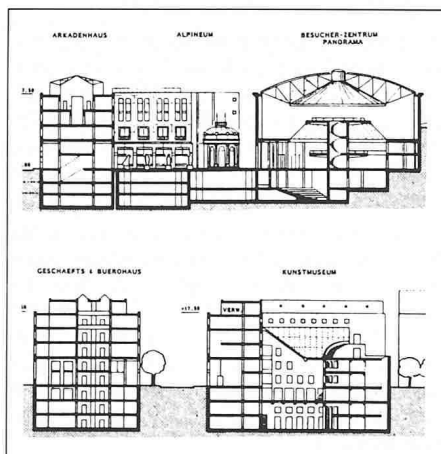 ARKADENHAUS
ALPINEUM
BESUCHER-ZENTRUM
PANORAMA
GESCHAEFTS & BUEROHAUS
KUNSTMUSEUM
+17.50
VERW.